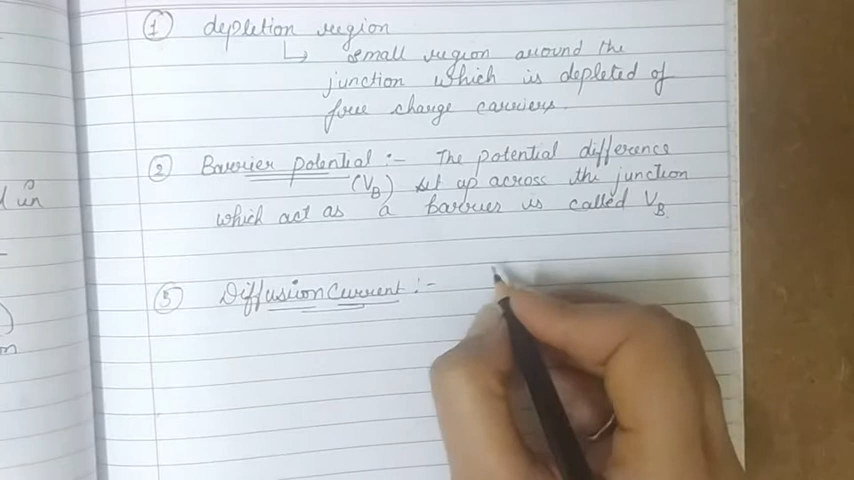 ① depletion region
↳ small region around the
junction which is depleted of
free charge carriers.
② Barrier potential :- The potential difference
(VB) set up across the junction
which act as a barrier is called VB
③ Diffusion Current :-